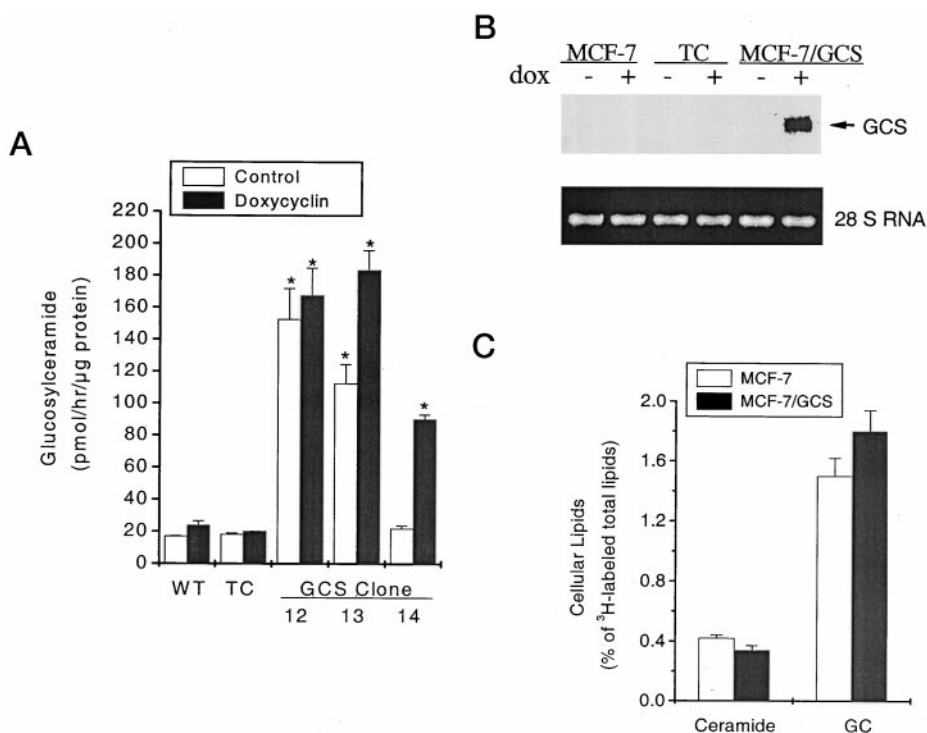 B
MCF-7 TC MCF-7/GCS
dox - + - + - +
GCS
28 S RNA
A
Control
Doxycyclin
Glucosylceramide
(pmol/hr/µg protein)
220
200
180
160
140
120
100
80
60
40
20
0
* * * * *
WT TC GCS Clone
12 13 14
C
MCF-7
MCF-7/GCS
Cellular Lipids
(% of ³H-labeled total lipids)
2.0
1.6
1.2
0.8
0.4
0.0
Ceramide GC